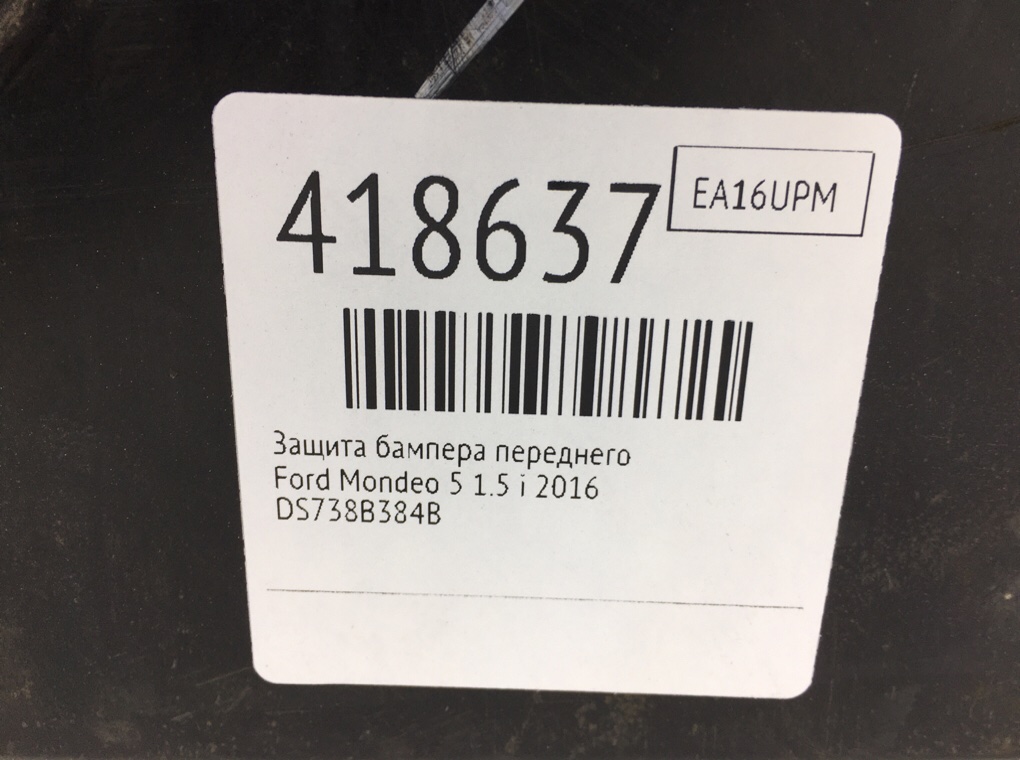 418637
EA16UPM
Защита бампера переднего
Ford Mondeo 5 1.5 i 2016
DS738B384B